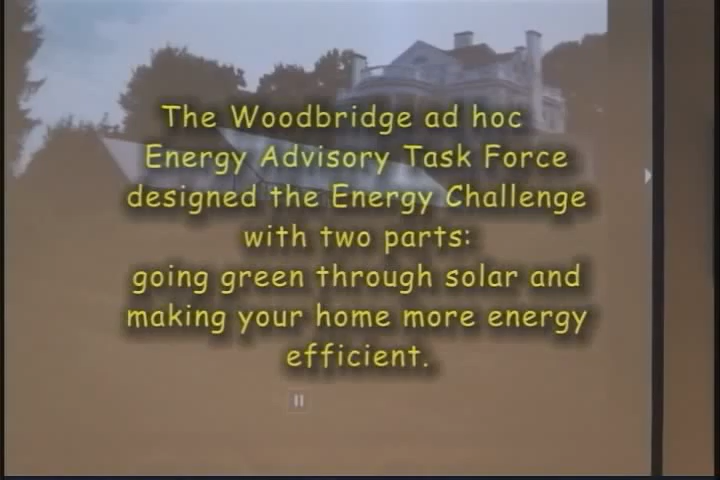 The Woodbridge ad hoc
Energy Advisory Task Force
designed the Energy Challenge
with two parts:
going green through solar and
making your home more energy
efficient.